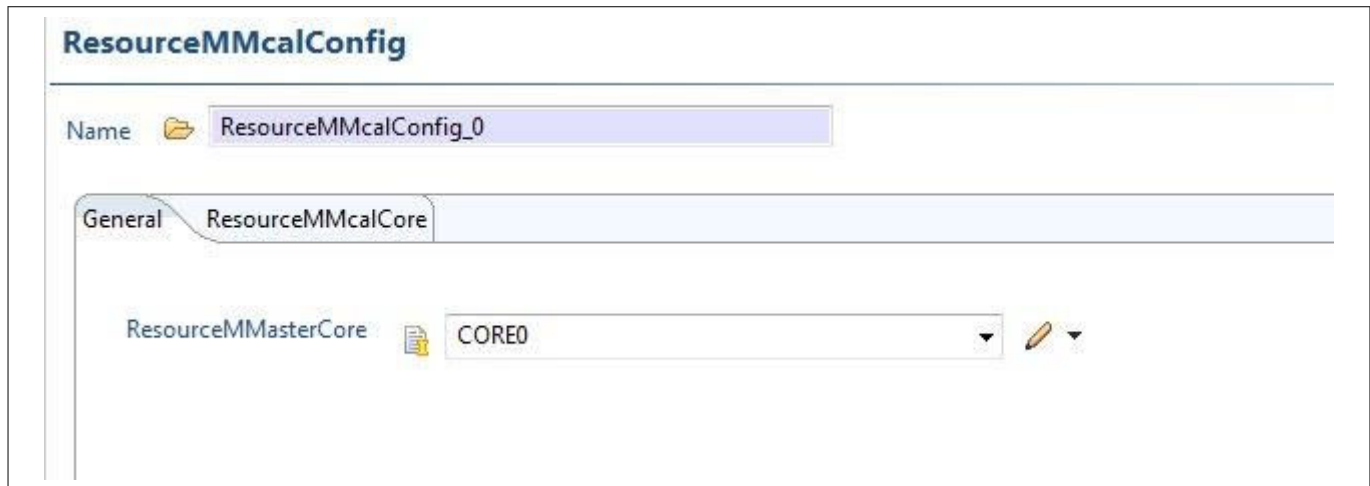 ResourceMMcalConfig
Name ResourceMMcalConfig_0
General ResourceMMcalCore
ResourceMMasterCore CORE0